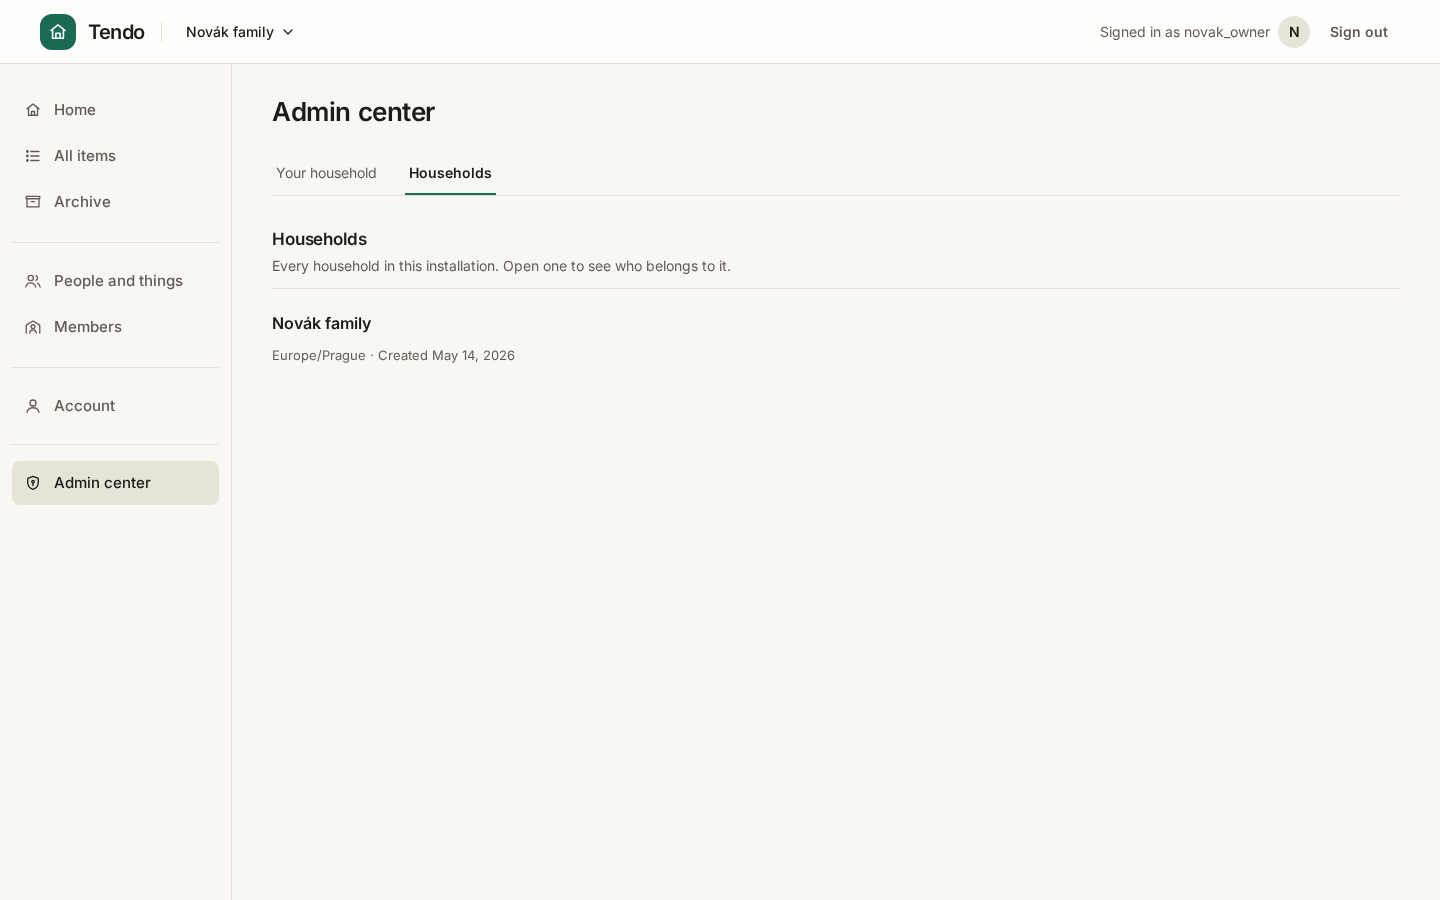 Tendo
Novák family
Signed in as novak_owner
N
Sign out
Home
All items
Archive
People and things
Members
Account
Admin center
Admin center
Your household
Households
Households
Every household in this installation. Open one to see who belongs to it.
Novák family
Europe/Prague · Created May 14, 2026